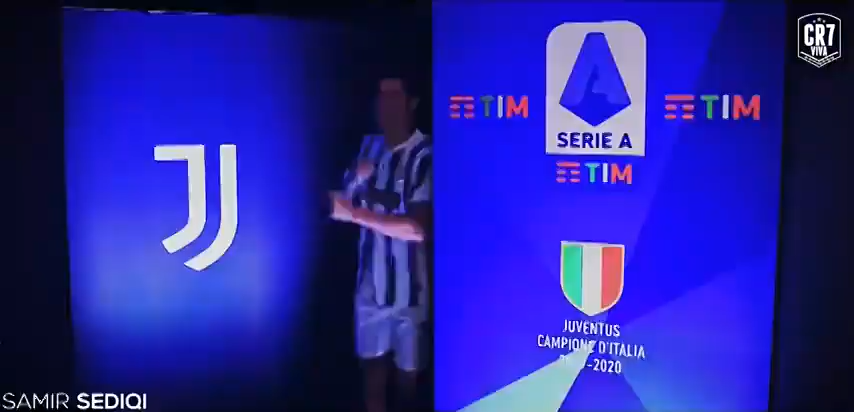 CR7
VIVA
TIM
SERIE A
TIM
TIM
JUVENTUS
CAMPIONE D'ITALIA
-2020
SAMIR SEDIQI